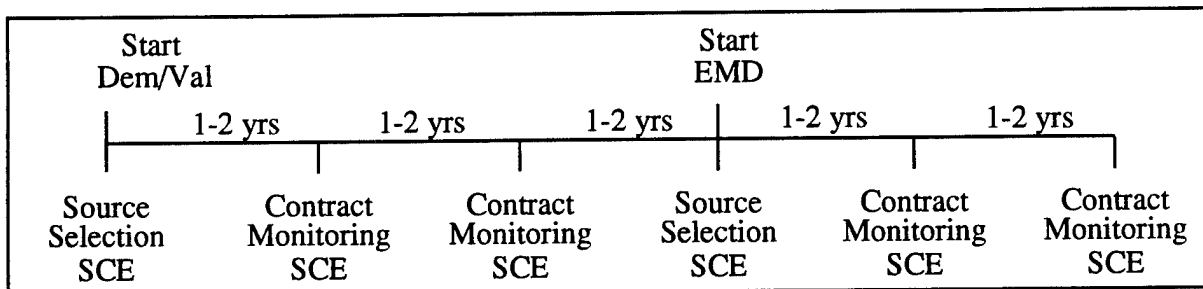 Start
Dem/Val
Start
EMD
1-2 yrs
1-2 yrs
1-2 yrs
1-2 yrs
1-2 yrs
Source
Selection
SCE
Contract
Monitoring
SCE
Contract
Monitoring
SCE
Source
Selection
SCE
Contract
Monitoring
SCE
Contract
Monitoring
SCE